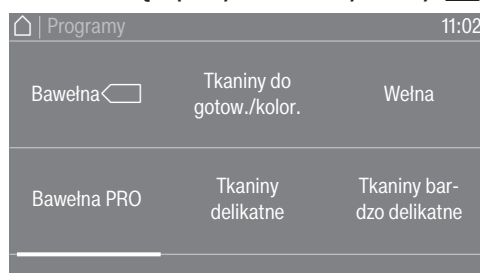 Programy
11:02
Bawełna
Tkaniny do
gotow./kolor.
Wełna
Bawełna PRO
Tkaniny
delikatne
Tkaniny bar-
dzo delikatne